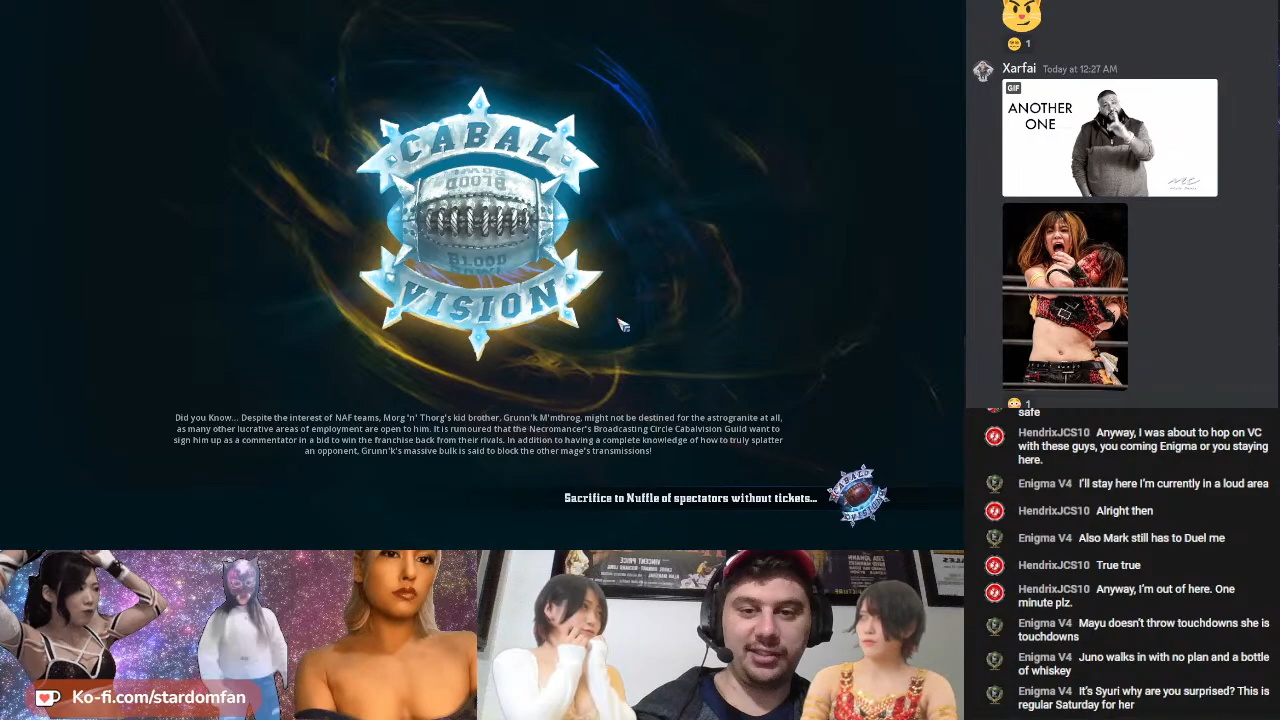 CABAL
BLOOD
BLOOD
VISION
Did you Know... Despite the interest of NAF teams, Morg 'n' Thorg's kid brother, Grunn'k M'mthrog, might not be destined for the astrogranite at all,
as many other lucrative areas of employment are open to him. It is rumoured that the Necromancer's Broadcasting Circle Cabalvision Guild want to
sign him up as a commentator in a bid to win the franchise back from their rivals. In addition to having a complete knowledge of how to truly splatter
an opponent, Grunn'k's massive bulk is said to block the other mage's transmissions!
Sacrifice to Nuffle of spectators without tickets...
Ko-fi.com/stardomfan
VINCENT PRICE
1
Xarfai Today at 12:27 AM
GIF
ANOTHER
ONE
1
safe
HendrixJCS10 Anyway, I was about to hop on VC
with these guys, you coming Enigma or you staying
here.
Enigma V4 I'll stay here I'm currently in a loud area
HendrixJCS10 Alright then
Enigma V4 Also Mark still has to Duel me
HendrixJCS10 True true
HendrixJCS10 Anyway, I'm out of here. One
minute plz.
Enigma V4 Mayu doesn't throw touchdowns she is
touchdowns
Enigma V4 Juno walks in with no plan and a bottle
of whiskey
Enigma V4 It's Syuri why are you surprised? This is
regular Saturday for her